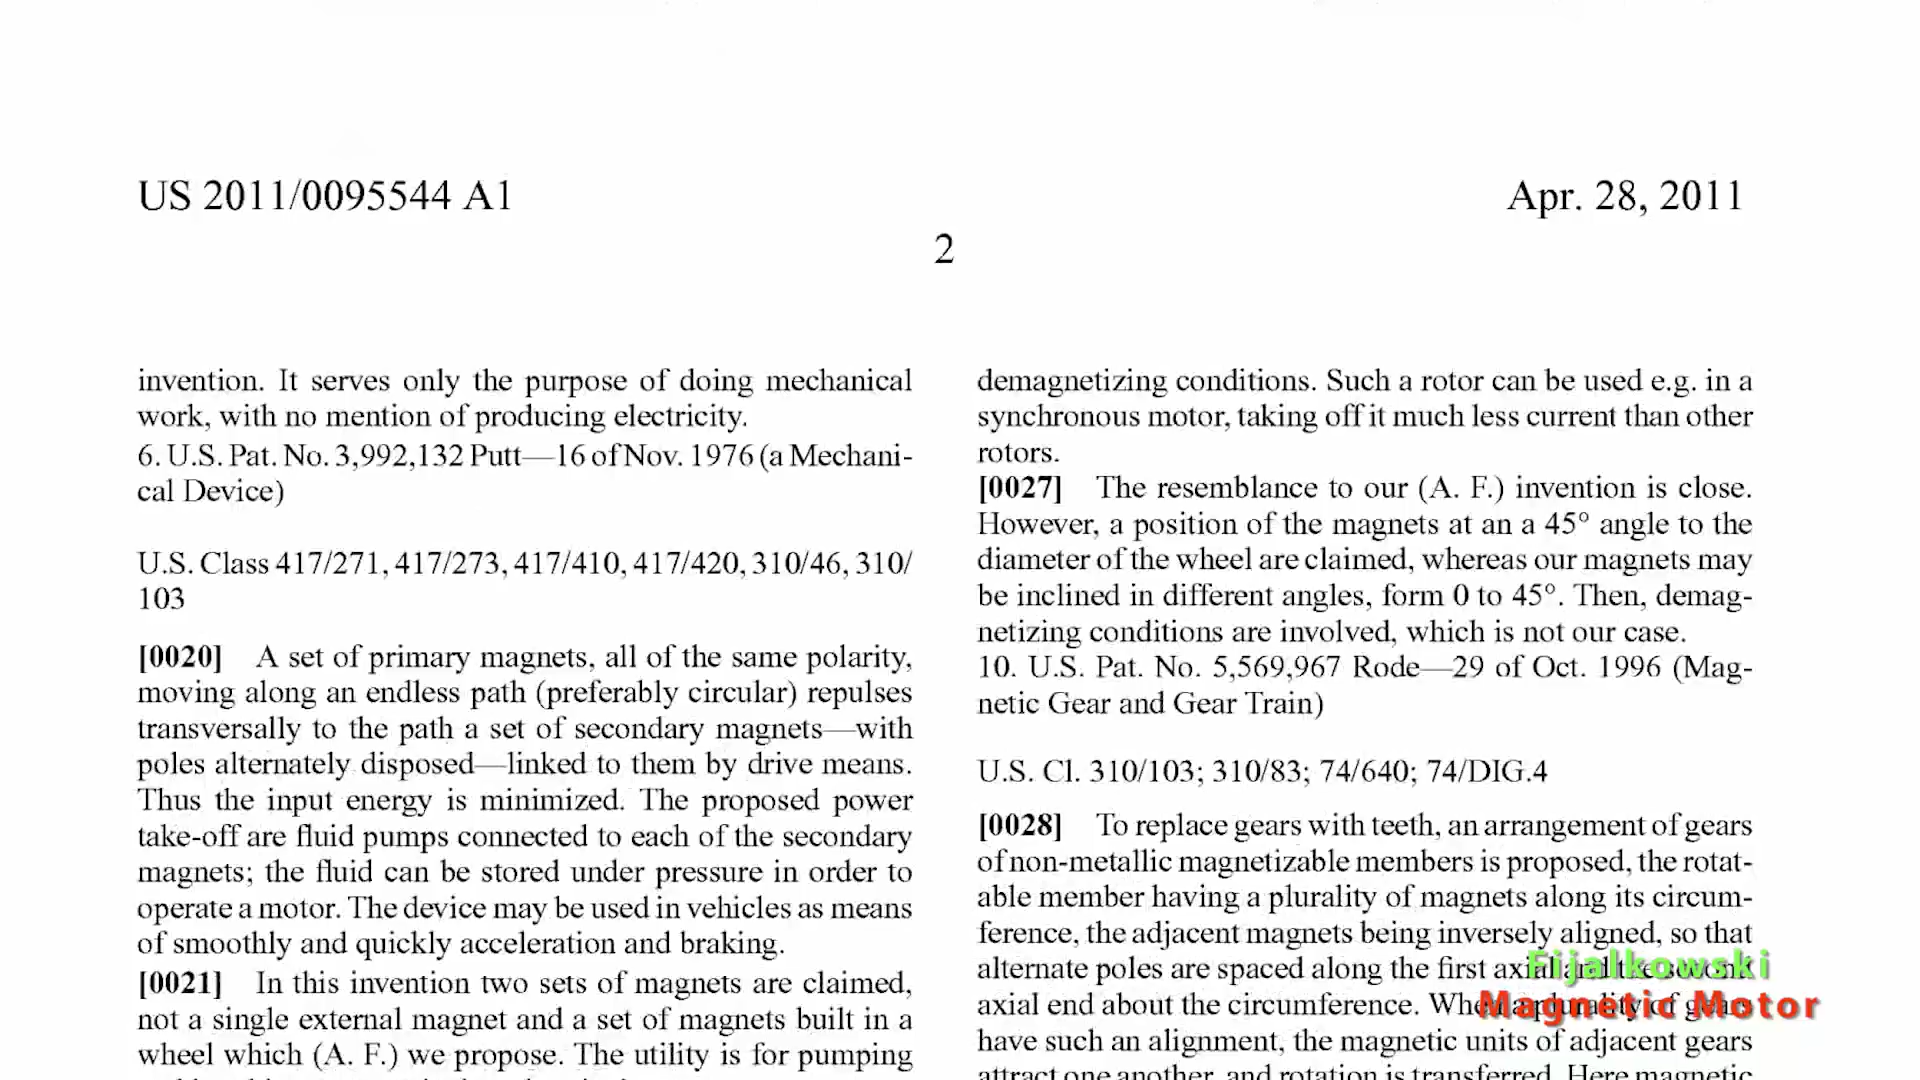 US 2011/0095544 A1
Apr. 28, 2011
2
invention. It serves only the purpose of doing mechanical
work, with no mention of producing electricity.
6. U.S. Pat. No. 3,992,132 Putt—16 of Nov. 1976 (a Mechani-
cal Device)
U.S. Class 417/271, 417/273, 417/410, 417/420, 310/46, 310/
103
[0020] A set of primary magnets, all of the same polarity,
moving along an endless path (preferably circular) repulses
transversally to the path a set of secondary magnets—with
poles alternately disposed—linked to them by drive means.
Thus the input energy is minimized. The proposed power
take-off are fluid pumps connected to each of the secondary
magnets; the fluid can be stored under pressure in order to
operate a motor. The device may be used in vehicles as means
of smoothly and quickly acceleration and braking.
[0021] In this invention two sets of magnets are claimed,
not a single external magnet and a set of magnets built in a
wheel which (A. F.) we propose. The utility is for pumping
demagnetizing conditions. Such a rotor can be used e.g. in a
synchronous motor, taking off it much less current than other
rotors.
[0027] The resemblance to our (A. F.) invention is close.
However, a position of the magnets at an a 45° angle to the
diameter of the wheel are claimed, whereas our magnets may
be inclined in different angles, form 0 to 45°. Then, demag-
netizing conditions are involved, which is not our case.
10. U.S. Pat. No. 5,569,967 Rode—29 of Oct. 1996 (Mag-
netic Gear and Gear Train)
U.S. Cl. 310/103; 310/83; 74/640; 74/DIG.4
[0028] To replace gears with teeth, an arrangement of gears
of non-metallic magnetizable members is proposed, the rotat-
able member having a plurality of magnets along its circum-
ference, the adjacent magnets being inversely aligned, so that
alternate poles are spaced along the first axial and the second
axial end about the circumference. When a plurality of gears
have such an alignment, the magnetic units of adjacent gears
attract one another, and rotation is transferred. Here magnetic
Fijalkowski
Magnetic Motor